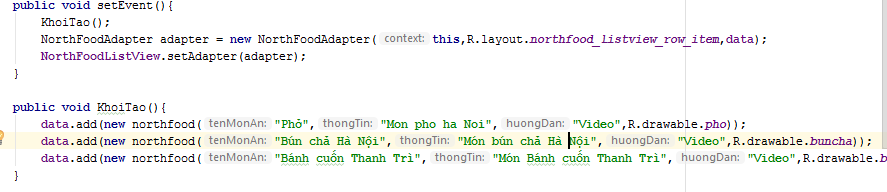 public void setEvent(){
KhoiTao();
NorthFoodAdapter adapter = new NorthFoodAdapter( context: this,R.layout.northfood_listview_row_item,data);
NorthFoodListView.setAdapter(adapter);
}
public void KhoiTao(){
data.add(new northfood( tenMonAn: "Phở", thongTin: "Mon pho ha Noi", huongDan: "Video",R.drawable.pho));
data.add(new northfood( tenMonAn: "Bún chả Hà Nội", thongTin: "Món bún chả Hà Nội", huongDan: "Video",R.drawable.buncha));
data.add(new northfood( tenMonAn: "Bánh cuốn Thanh Trì", thongTin: "Món Bánh cuốn Thanh Trì", huongDan: "Video",R.drawable.b
}